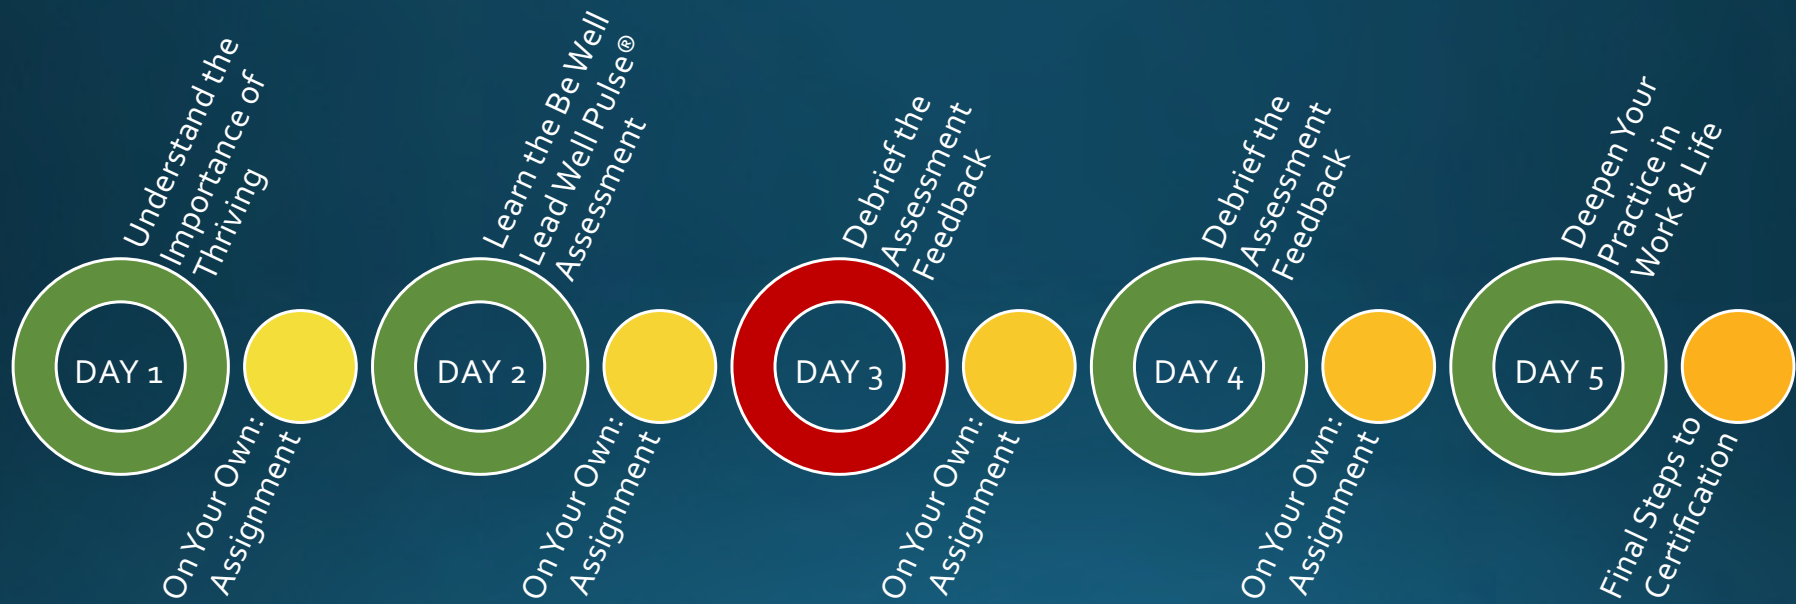 Understand the
Importance of
Thriving
DAY 1
On Your Own:
Assignment
Learn the Be Well
Lead Well Pulse®
Assessment
DAY 2
On Your Own:
Assignment
Debrief the
Assessment
Feedback
DAY 3
On Your Own:
Assignment
Debrief the
Assessment
Feedback
DAY 4
On Your Own:
Assignment
Deepen Your
Practice in
Work & Life
DAY 5
Final Steps to
Certification